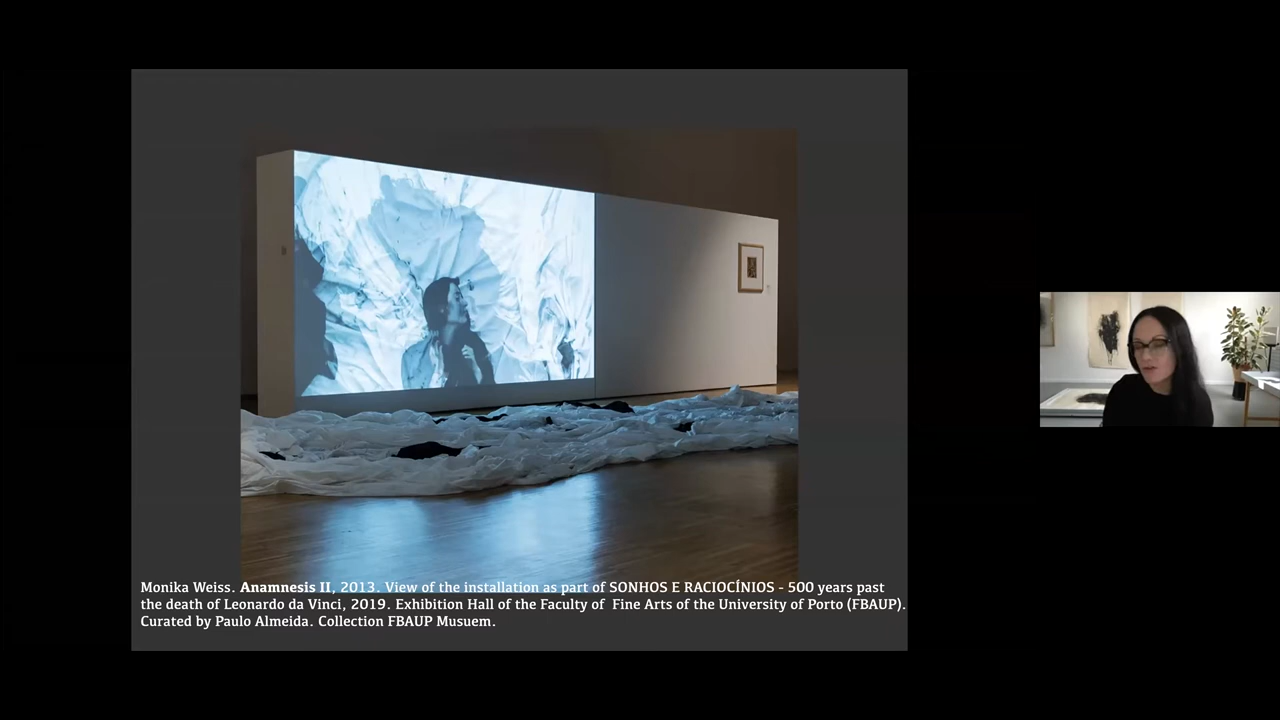 Monika Weiss. Anamnesis II, 2013. View of the installation as part of SONHOS E RACIOCÍNIOS - 500 years past
the death of Leonardo da Vinci, 2019. Exhibition Hall of the Faculty of Fine Arts of the University of Porto (FBAUP).
Curated by Paulo Almeida. Collection FBAUP Musuem.